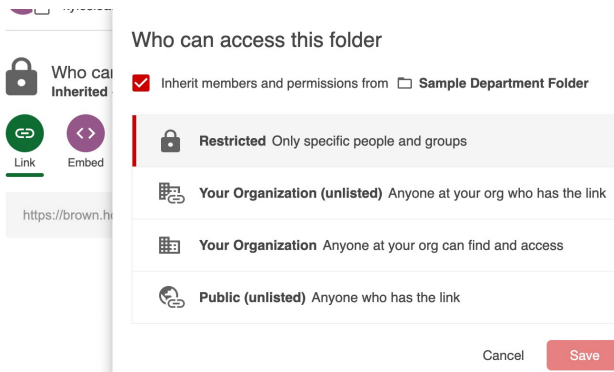 Who can access this folder
Who ca
Inherited
Inherit members and permissions from Sample Department Folder
Restricted Only specific people and groups
Link
Embed
Your Organization (unlisted) Anyone at your org who has the link
https://brown.h
Your Organization Anyone at your org can find and access
Public (unlisted) Anyone who has the link
Cancel
Save